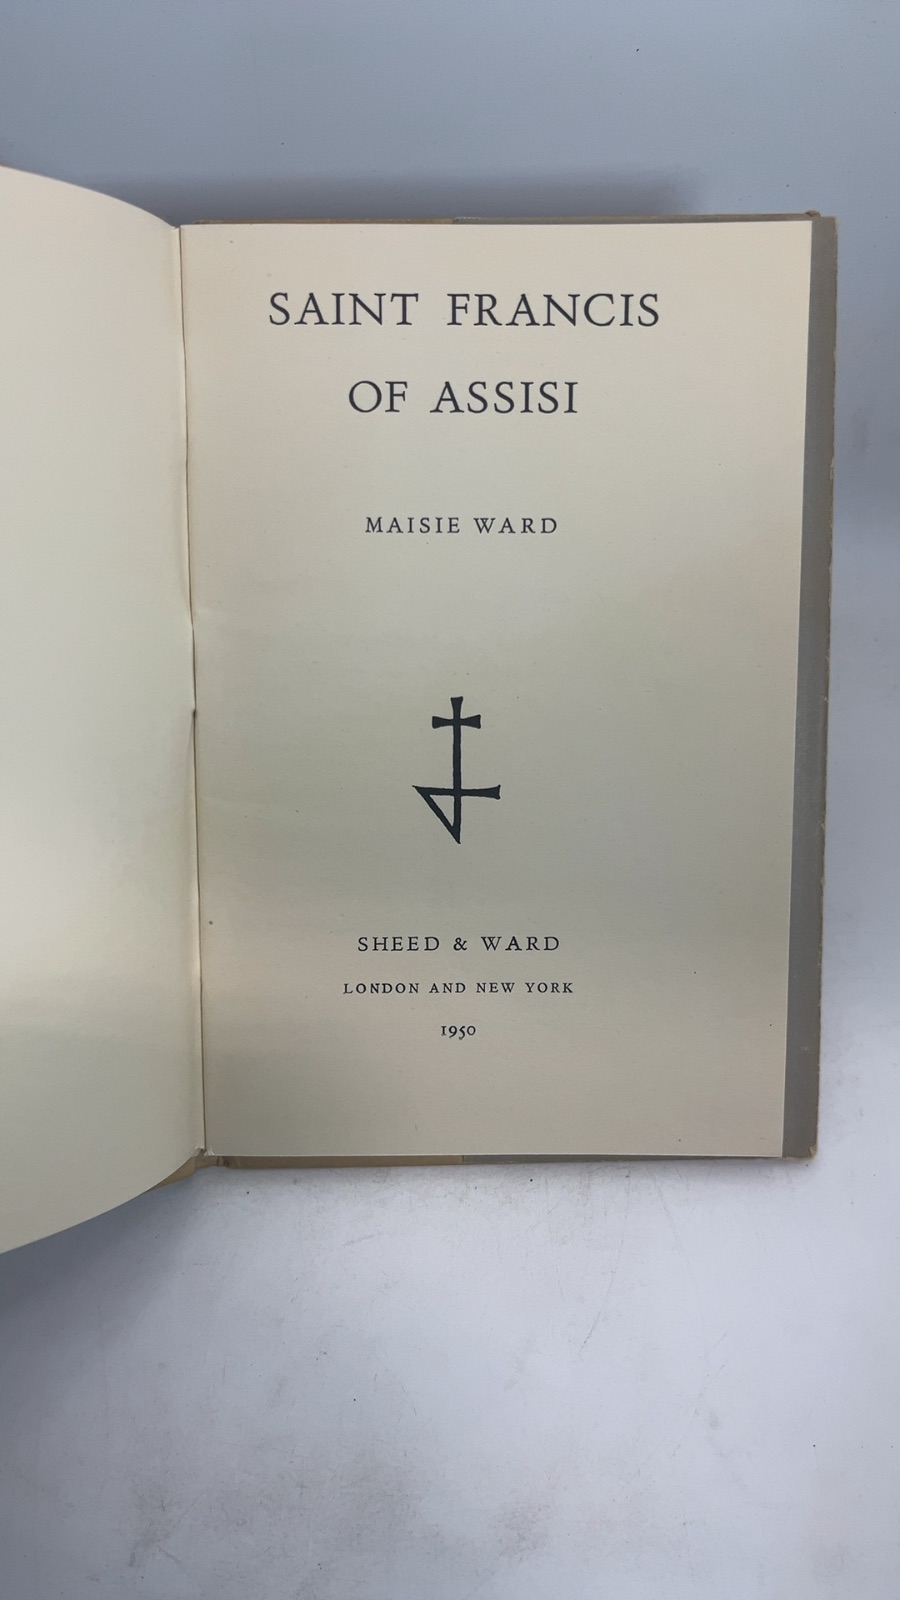 SAINT FRANCIS
OF ASSISI
MAISIE WARD
SHEED & WARD
LONDON AND NEW YORK
1950